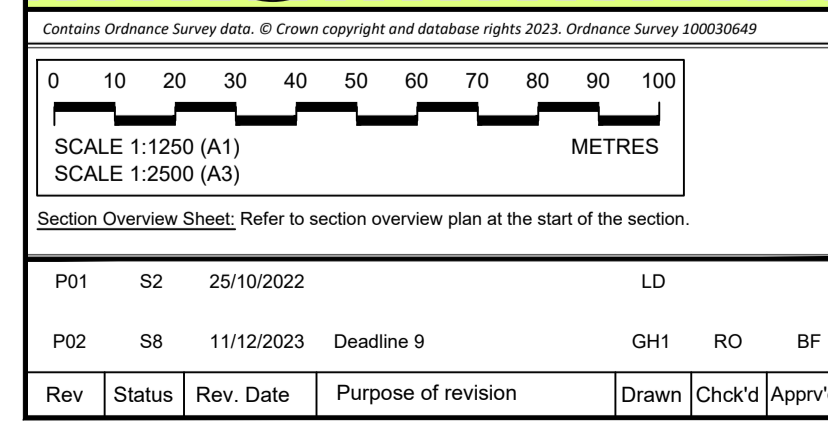 Contains Ordnance Survey data. © Crown copyright and database rights 2023. Ordnance Survey 100030649
0 10 20 30 40 50 60 70 80 90 100
SCALE 1:1250 (A1) METRES
SCALE 1:2500 (A3)
Section Overview Sheet: Refer to section overview plan at the start of the section.
P01 S2 25/10/2022 LD
P02 S8 11/12/2023 Deadline 9 GH1 RO BF
Rev Status Rev. Date Purpose of revision Drawn Chck'd Apprv'